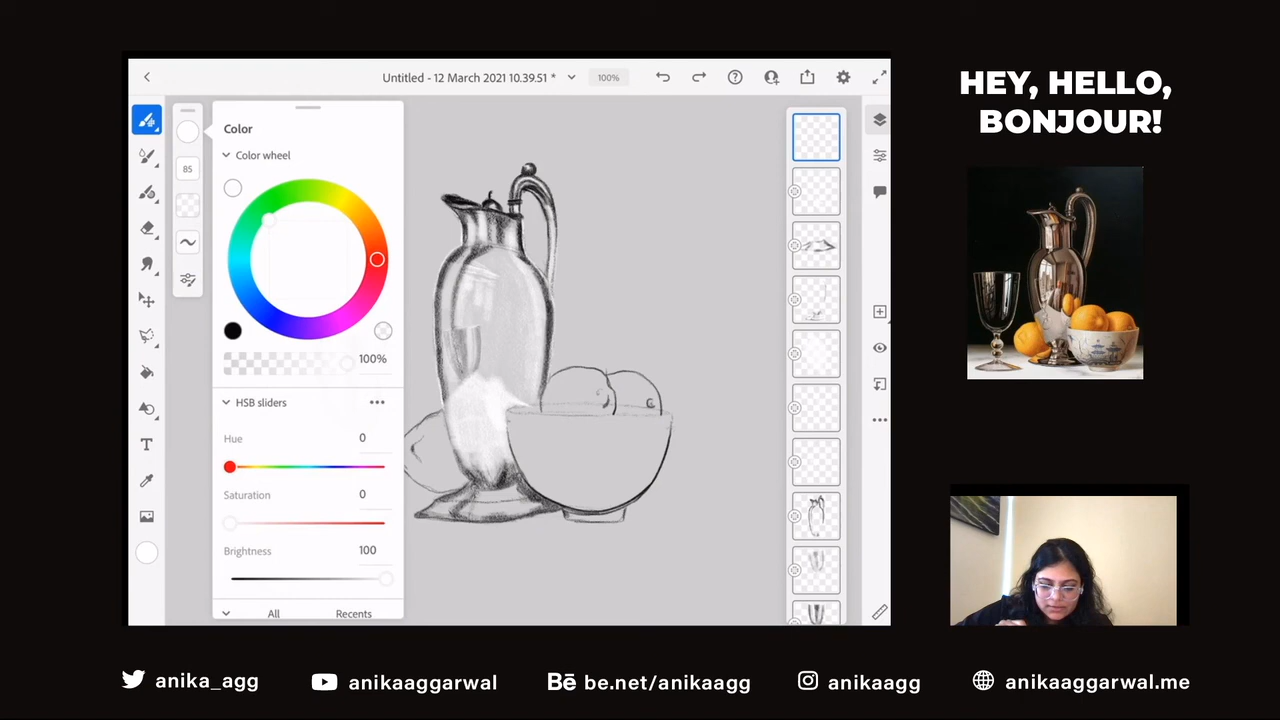 Untitled - 12 March 2021 10.39.51 *
100%
HEY, HELLO,
BONJOUR!
Color
Color wheel
85
100%
HSB sliders
Hue
0
Saturation
0
Brightness
100
All
Recents
T
anika_agg
anikaaggarwal
Bē be.net/anikaagg
anikaagg
anikaaggarwal.me